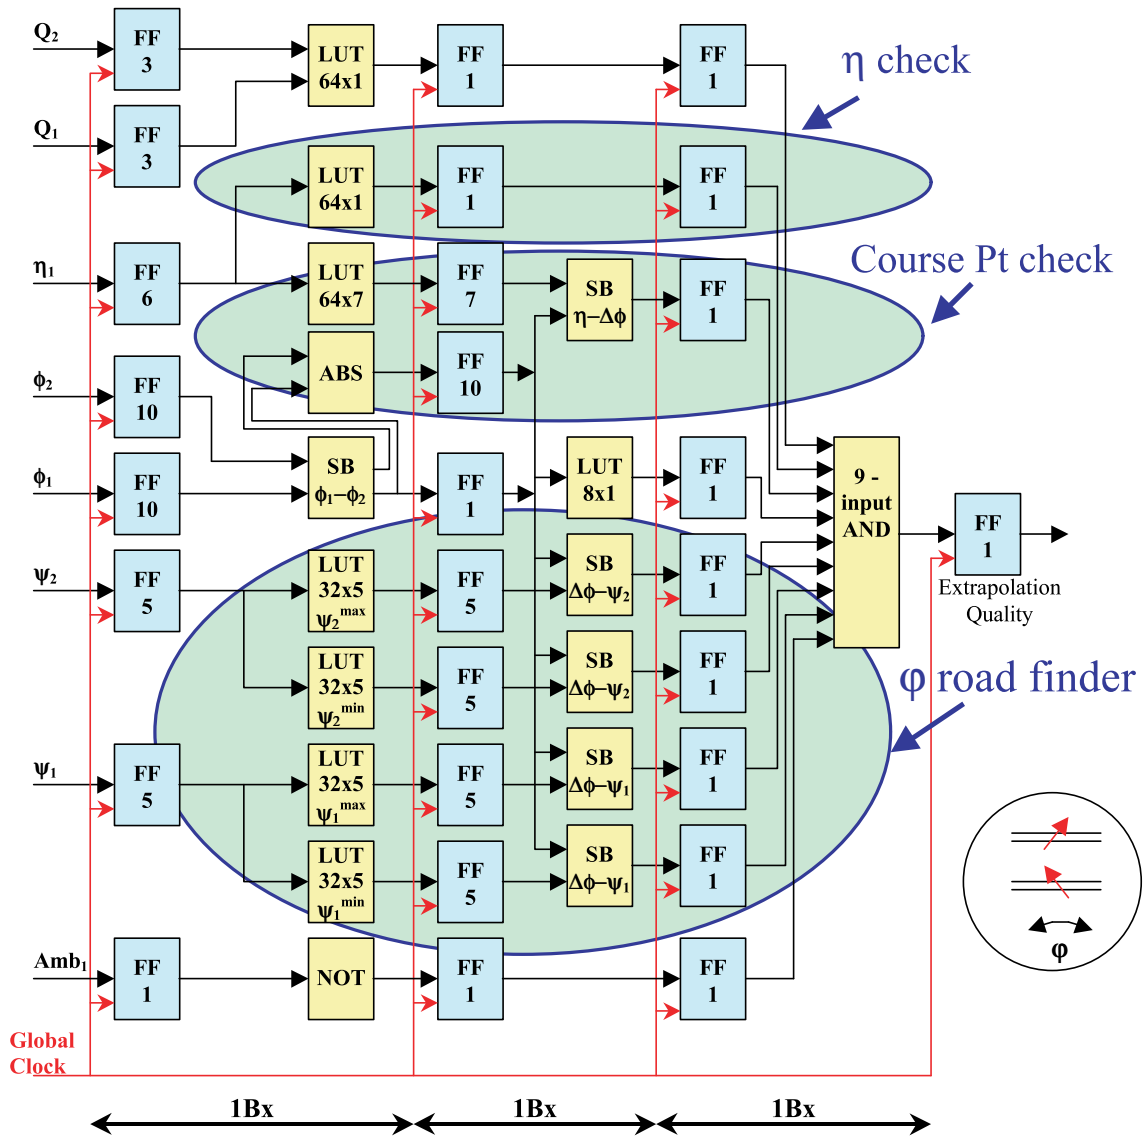 Q₂
FF
3
LUT
64x1
FF
1
FF
1
η check
Q₁
FF
3
LUT
64x1
FF
1
FF
1
η₁
FF
6
LUT
64x7
FF
7
SB
η−Δϕ
FF
1
Course Pt check
ϕ₂
FF
10
ABS
FF
10
ϕ₁
FF
10
SB
ϕ₁−ϕ₂
FF
1
LUT
8x1
FF
1
9 -
input
AND
FF
1
Extrapolation
Quality
ψ₂
FF
5
LUT
32x5
ψ₂ᵐᵃˣ
FF
5
SB
Δϕ−ψ₂
FF
1
LUT
32x5
ψ₂ᵐⁱⁿ
FF
5
SB
Δϕ−ψ₂
FF
1
φ road finder
ψ₁
FF
5
LUT
32x5
ψ₁ᵐᵃˣ
FF
5
SB
Δϕ−ψ₁
FF
1
LUT
32x5
ψ₁ᵐⁱⁿ
FF
5
SB
Δϕ−ψ₁
FF
1
φ
Amb₁
FF
1
NOT
FF
1
FF
1
Global
Clock
1Bx
1Bx
1Bx